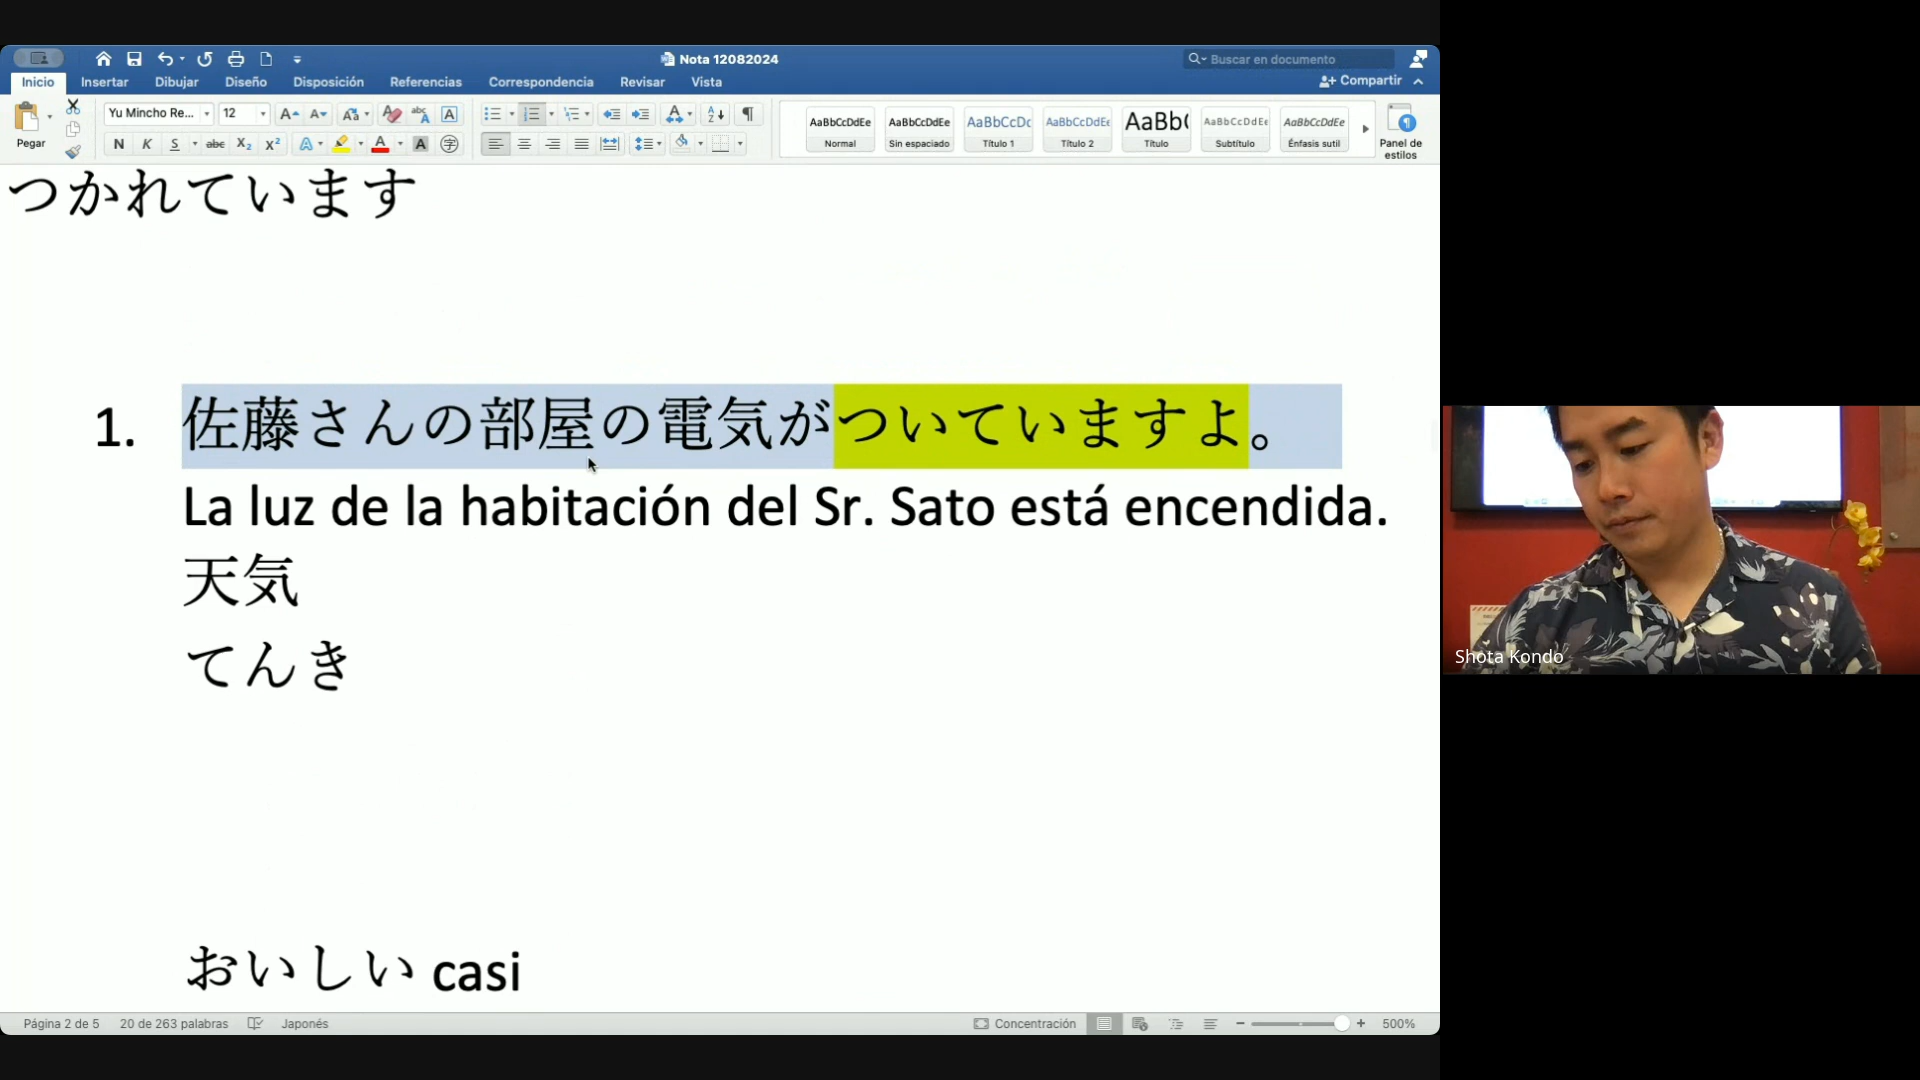 Nota 12082024
Buscar en documento
Inicio Insertar Dibujar Diseño Disposición Referencias Correspondencia Revisar Vista
Compartir
Pegar
Yu Mincho Re... 12
N K S abc X₂ X²
AaBbCcDdEe AaBbCcDdEe AaBbCcDc AaBbCcDdEe AaBb( AaBbCcDdEe AaBbCcDdEe
Normal Sin espaciado Título 1 Título 2 Título Subtítulo Énfasis sutil
Panel de
estilos
つかれています
1. 佐藤さんの部屋の電気がついていますよ。
La luz de la habitación del Sr. Sato está encendida.
天気
てんき
おいしい casi
Página 2 de 5 20 de 263 palabras Japonés Concentración 500%
Shota Kondo